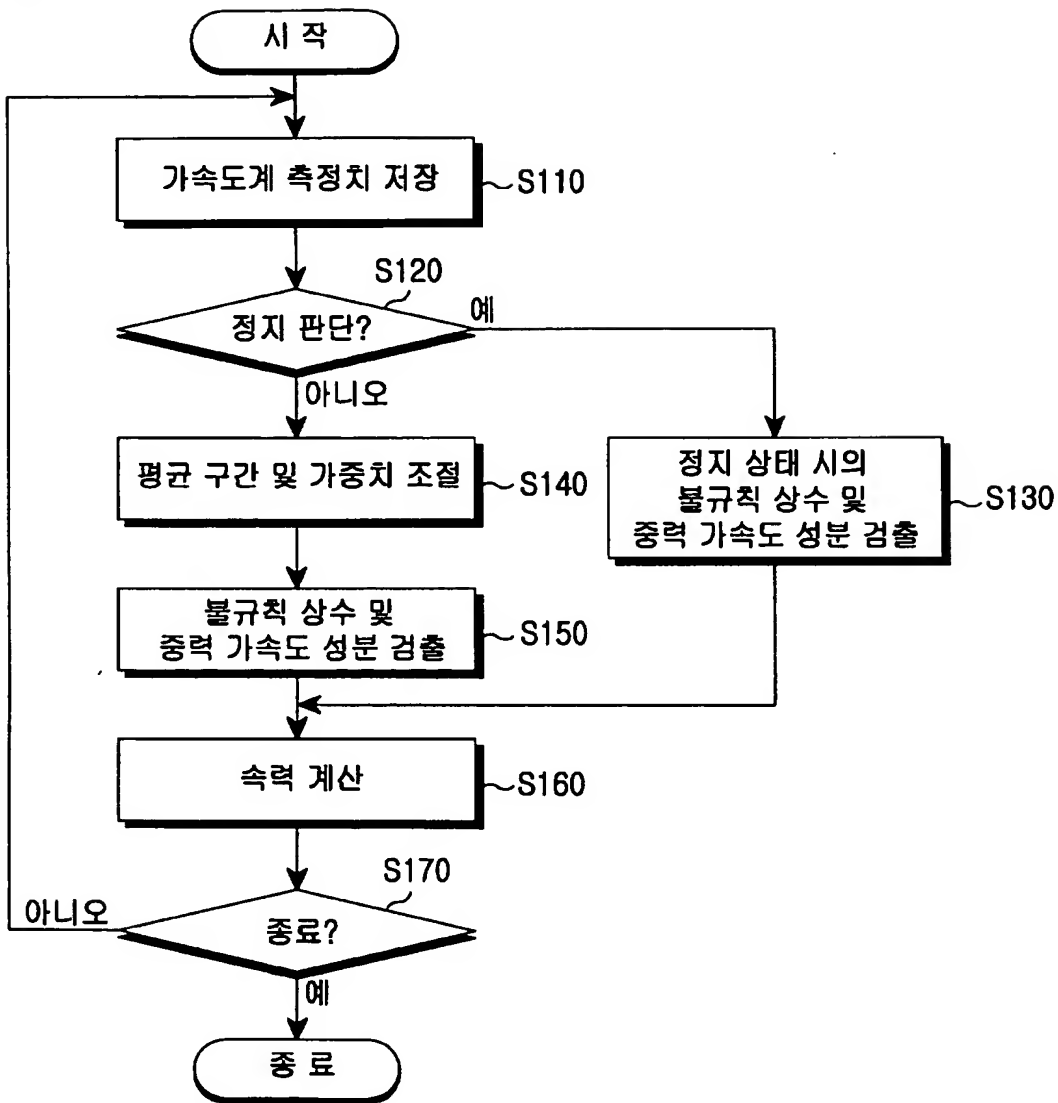 시 작
가속도계 측정치 저장
S110
S120
정지 판단?
예
아니오
평균 구간 및 가중치 조절
S140
정지 상태 시의
불규칙 상수 및
중력 가속도 성분 검출
S130
불규칙 상수 및
중력 가속도 성분 검출
S150
속력 계산
S160
S170
아니오
종료?
예
종 료